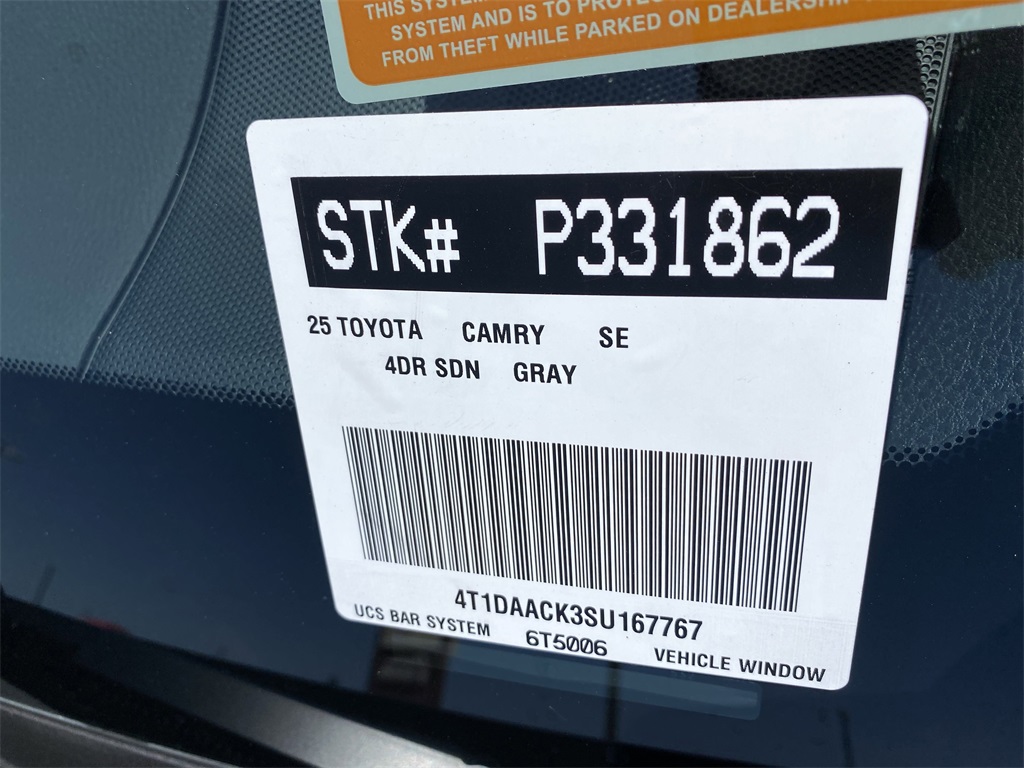 THIS SYSTEM
SYSTEM AND IS TO PROTECT
FROM THEFT WHILE PARKED ON DEALERSHIP
STK# P331862
25 TOYOTA CAMRY SE
4DR SDN GRAY
4T1DAACK3SU167767
UCS BAR SYSTEM 6T5006 VEHICLE WINDOW